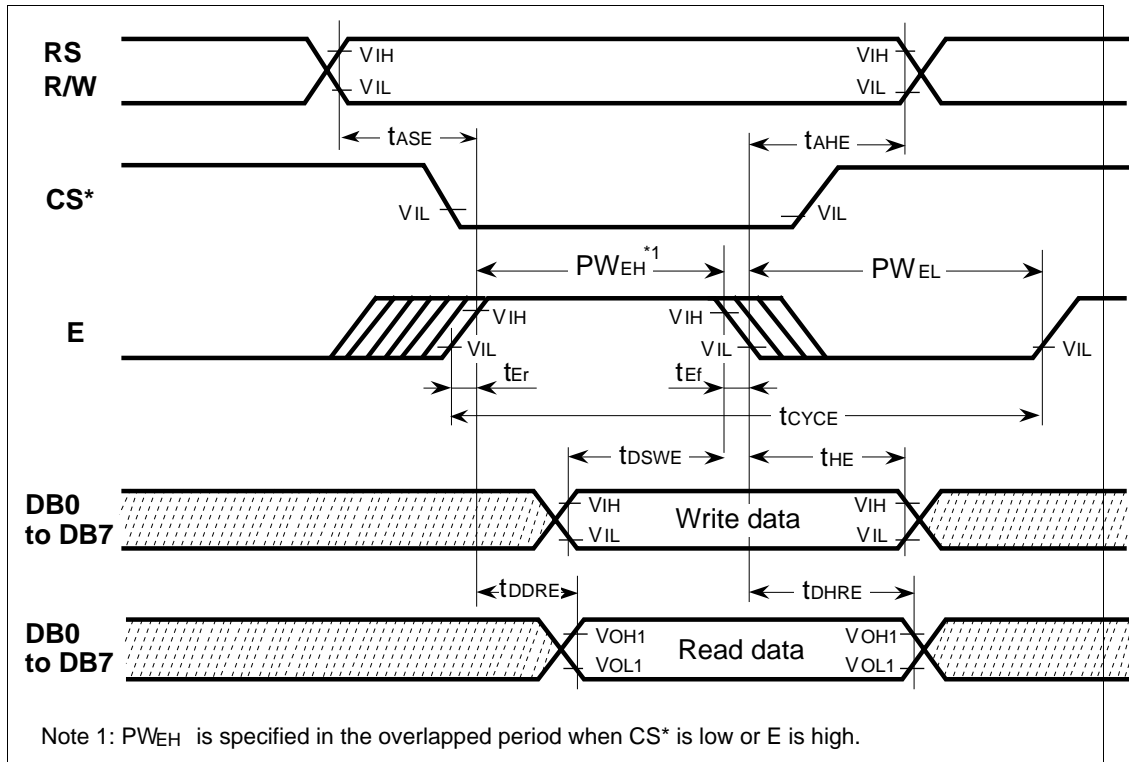 RS
R/W
VIH
VIL
VIH
VIL
tASE
tAHE
CS*
VIL
VIL
PWEH*1
PWEL
E
VIH
VIL
VIH
VIL
VIL
tEr
tEf
tCYCE
tDSWE
tHE
DB0
to DB7
VIH
VIL
Write data
VIH
VIL
tDDRE
tDHRE
DB0
to DB7
VOH1
VOL1
Read data
VOH1
VOL1
Note 1: PWEH is specified in the overlapped period when CS* is low or E is high.